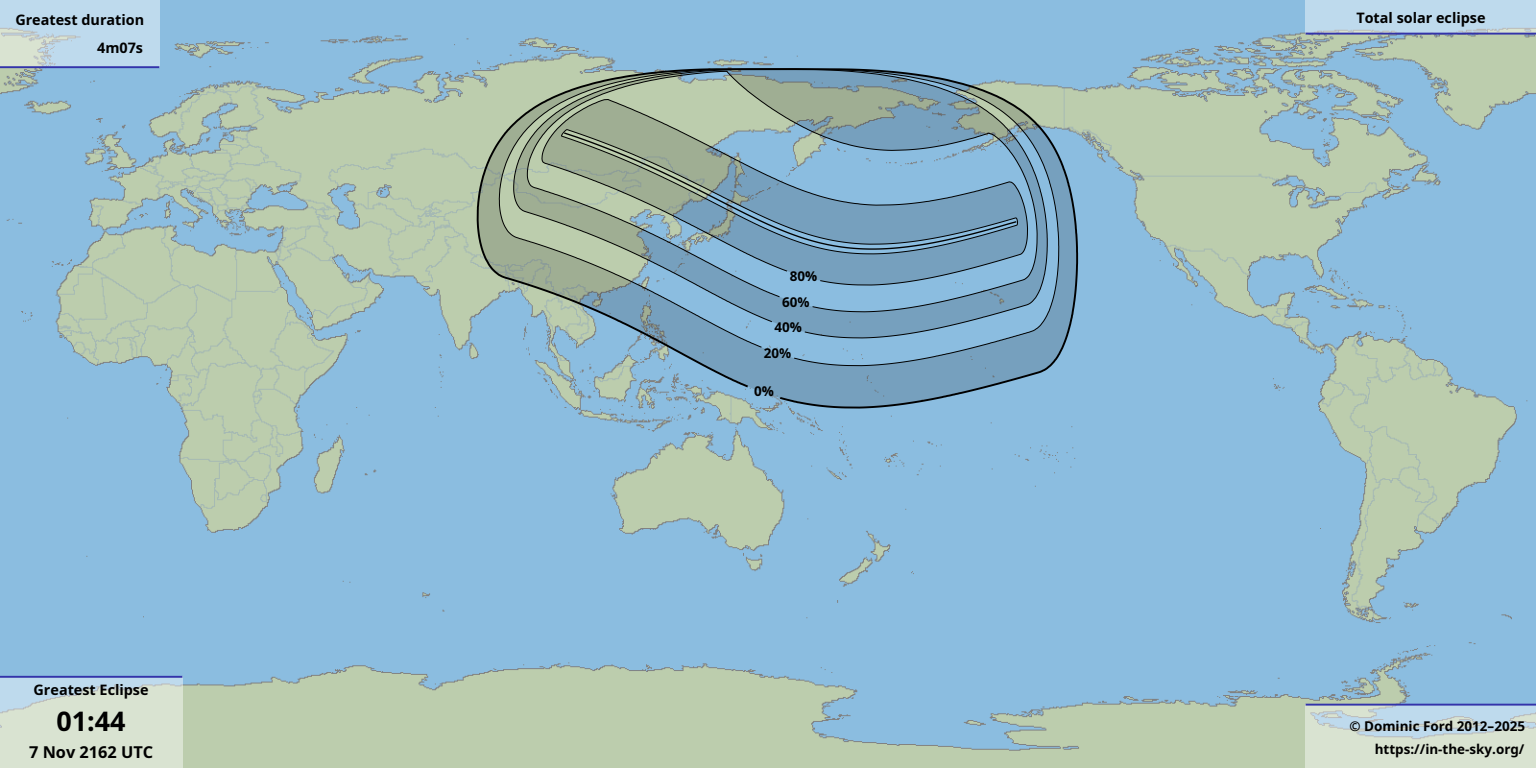 Greatest duration
4m07s
Total solar eclipse
80%
60%
40%
20%
0%
Greatest Eclipse
01:44
7 Nov 2162 UTC
© Dominic Ford 2012–2025
https://in-the-sky.org/